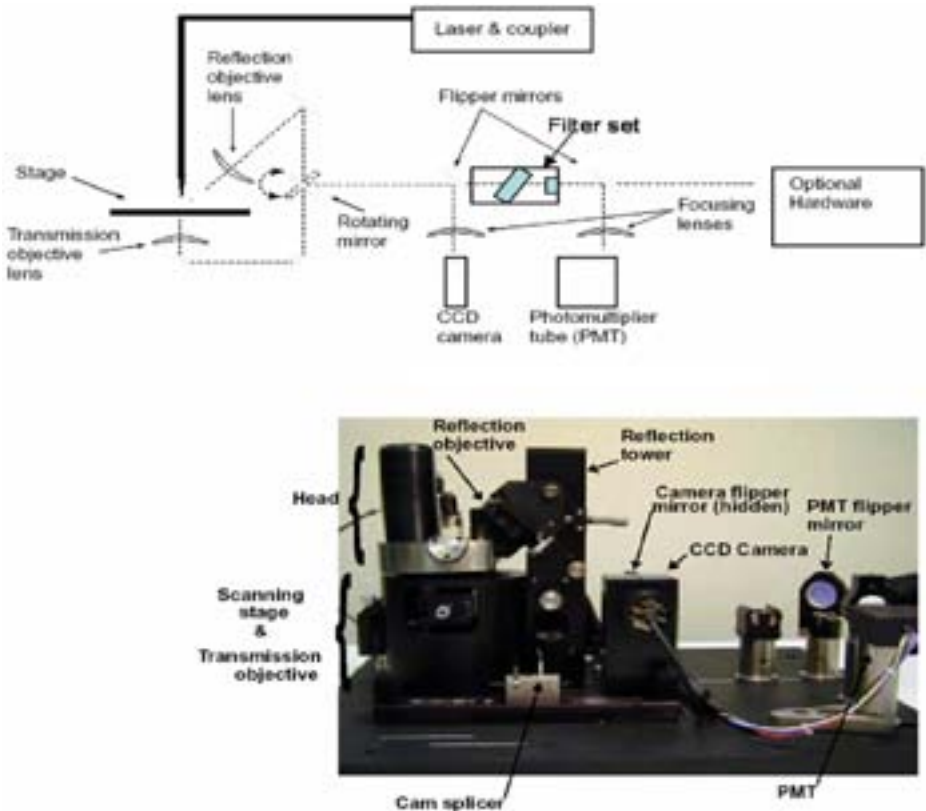 Laser & coupler
Reflection
objective
lens
Flipper mirrors
Filter set
Stage
Optional
Hardware
Rotating
mirror
Focusing
lenses
Transmission
objective
lens
CCD
camera
Photomultiplier
tube (PMT)
Reflection
objective
Reflection
tower
Head
Camera flipper
mirror (hidden)
PMT flipper
mirror
CCD Camera
Scanning
stage
&
Transmission
objective
Cam splicer
PMT